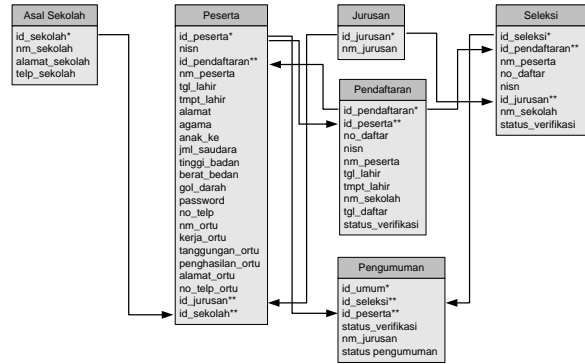 Asal Sekolah
id_sekolah*
nm_sekolah
alamat_sekolah
telp_sekolah
Peserta
id_peserta*
nisn
id_pendaftaran**
nm_peserta
tgl_lahir
tmpt_lahir
alamat
agama
anak_ke
jml_saudara
tinggi_badan
berat_bedan
gol_darah
password
no_telp
nm_ortu
kerja_ortu
tanggungan_ortu
penghasilan_ortu
alamat_ortu
no_telp_ortu
id_jurusan**
id_sekolah**
Jurusan
id_jurusan*
nm_jurusan
Pendaftaran
id_pendaftaran*
id_peserta**
no_daftar
nisn
nm_peserta
tgl_lahir
tmpt_lahir
nm_sekolah
tgl_daftar
status_verifikasi
Pengumuman
id_umum*
id_seleksi**
id_peserta**
status_verifikasi
nm_jurusan
status pengumuman
Seleksi
id_seleksi*
id_pendaftaran**
nm_peserta
no_daftar
nisn
id_jurusan**
nm_sekolah
status_verifikasi